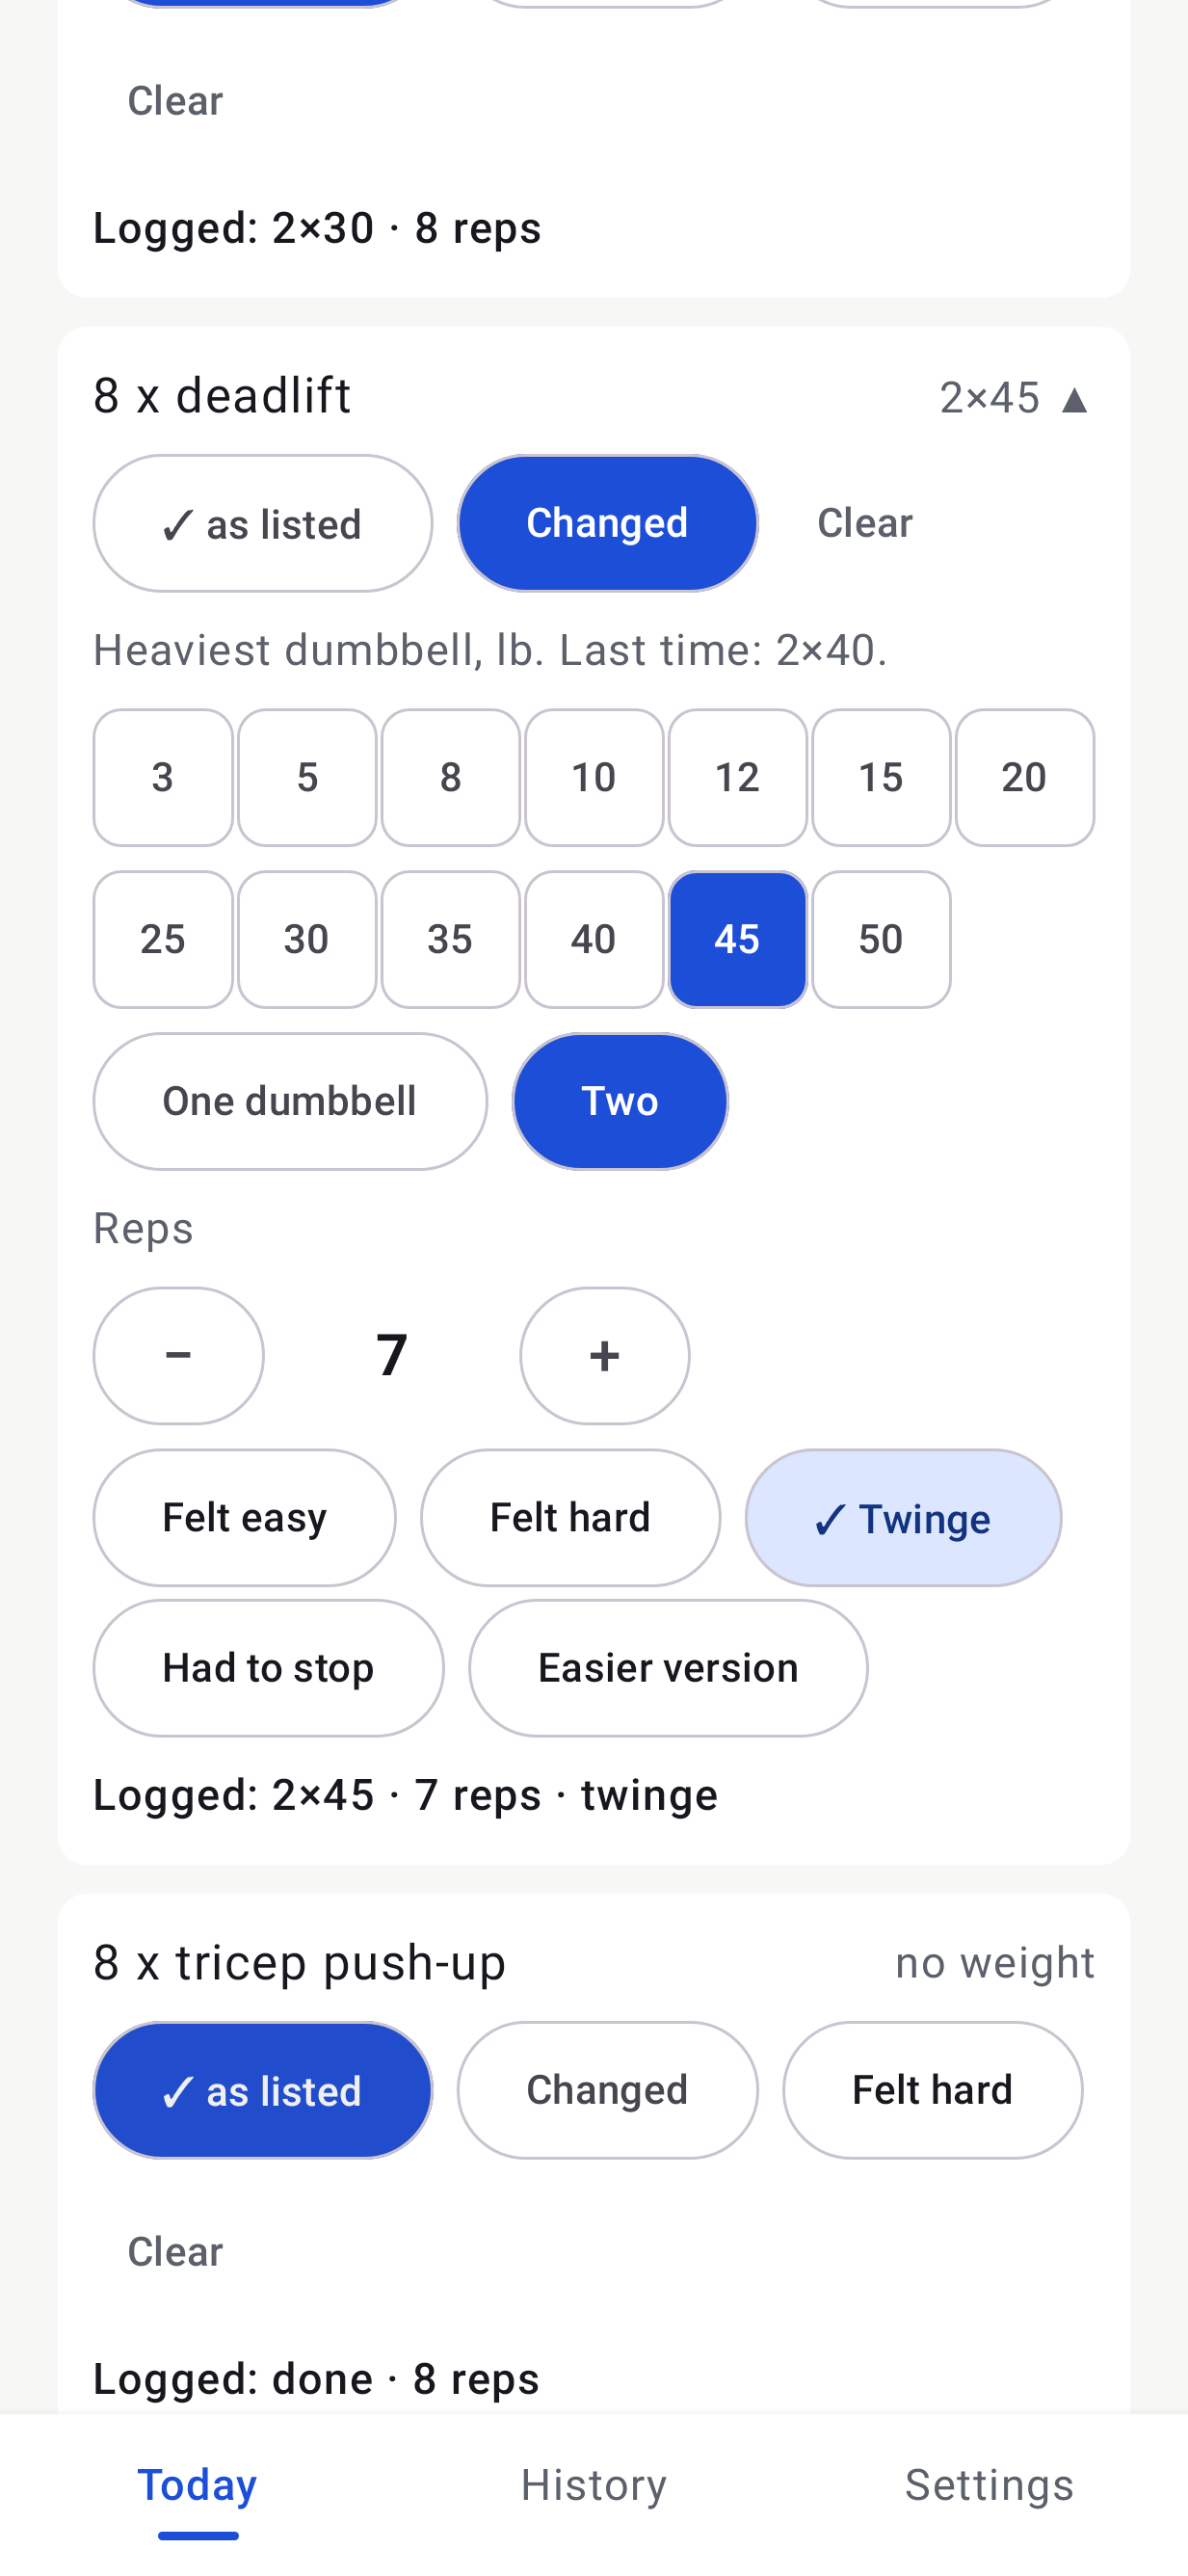 Clear
Logged: 2×30 · 8 reps
8 x deadlift 2×45 ▲
✓ as listed Changed Clear
Heaviest dumbbell, lb. Last time: 2×40.
3 5 8 10 12 15 20
25 30 35 40 45 50
One dumbbell Two
Reps
− 7 +
Felt easy Felt hard ✓ Twinge
Had to stop Easier version
Logged: 2×45 · 7 reps · twinge
8 x tricep push-up no weight
✓ as listed Changed Felt hard
Clear
Logged: done · 8 reps
Today History Settings